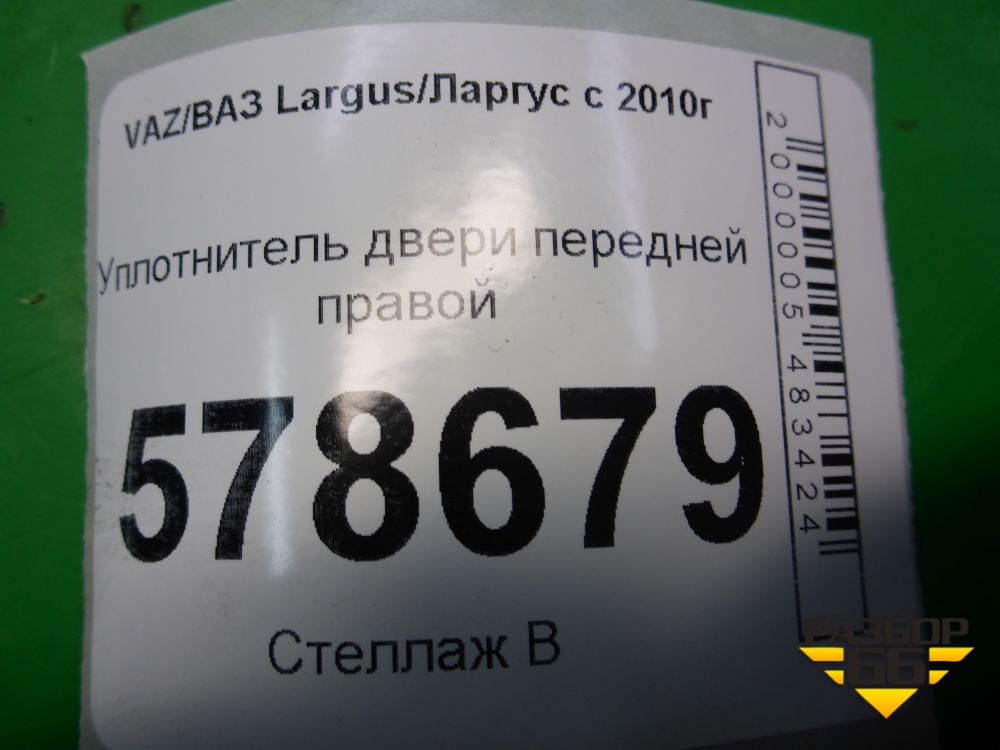 VAZ/ВАЗ Largus/Ларгус с 2010г
Уплотнитель двери передней
правой
578679
Стеллаж В
2000005483424
РАЗБОР
66